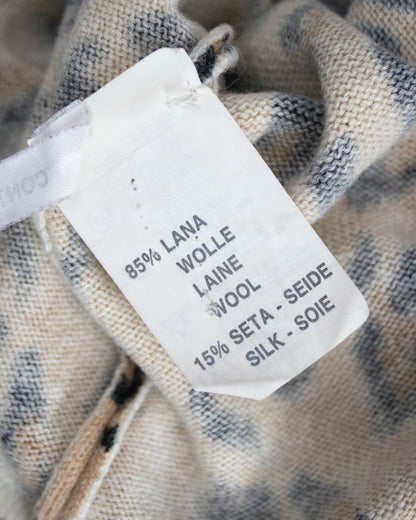 85% LANA
WOLLE
LAINE
WOOL
15% SETA - SEIDE
SILK - SOIE